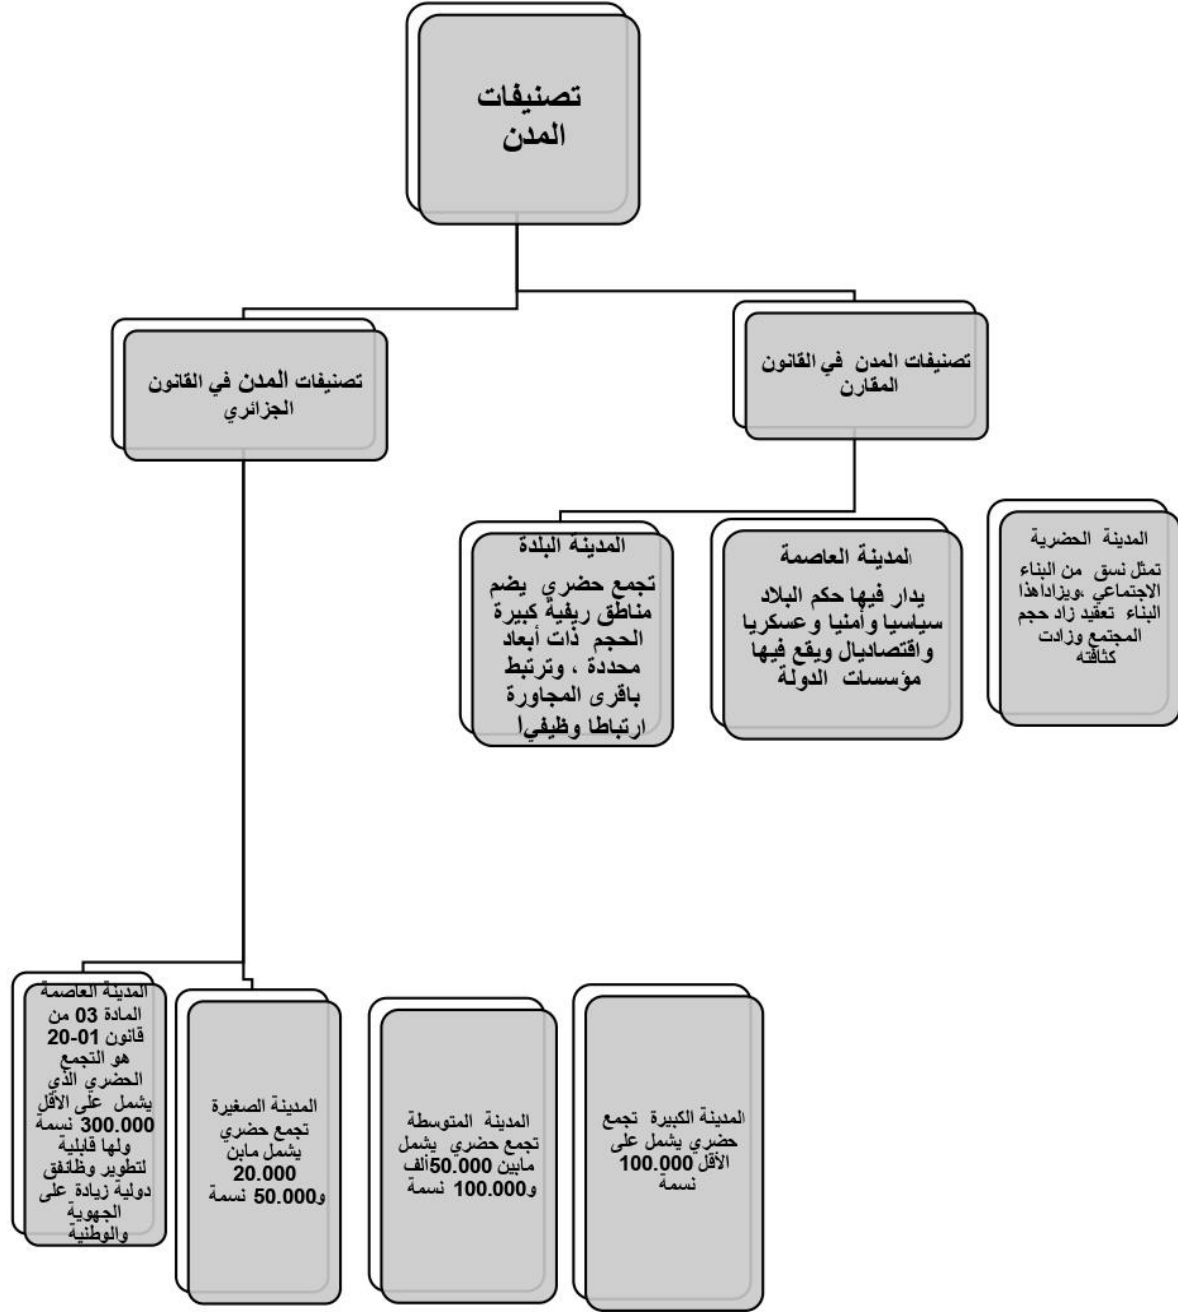 تصنيفات
المدن
تصنيفات المدن في القانون
المقارن
تصنيفات المدن في القانون
الجزائري
المدينة الحضرية
تمثل نسق من البناء
الاجتماعي ،ويزاداهذا
البناء تعقيد زاد حجم
المجتمع وزادت
كثافته
المدينة العاصمة
يدار فيها حكم البلاد
سياسيا وأمنيا وعسكريا
واقتصاديال ويقع فيها
مؤسسات الدولة
المدينة البلدة
تجمع حضري يضم
مناطق ريفية كبيرة
الحجم ذات أبعاد
محددة ، وترتبط
باقرى المجاورة
ارتباطا وظيفيأ
المدينة الكبيرة تجمع
حضري يشمل على
الأقل 100.000
نسمة
المدينة المتوسطة
تجمع حضري يشمل
مابين 50.000ألف
و100.000 نسمة
المدينة الصغيرة
تجمع حضري
يشمل مابن
20.000
و50.000 نسمة
المدينة العاصمة
المادة 03 من
قانون 01-20
هو التجمع
الحضري الذي
يشمل على الاقل
300.000 نسمة
ولها قابلية
لتطوير وظائفق
دولية زيادة على
الجهوية
والوطنية